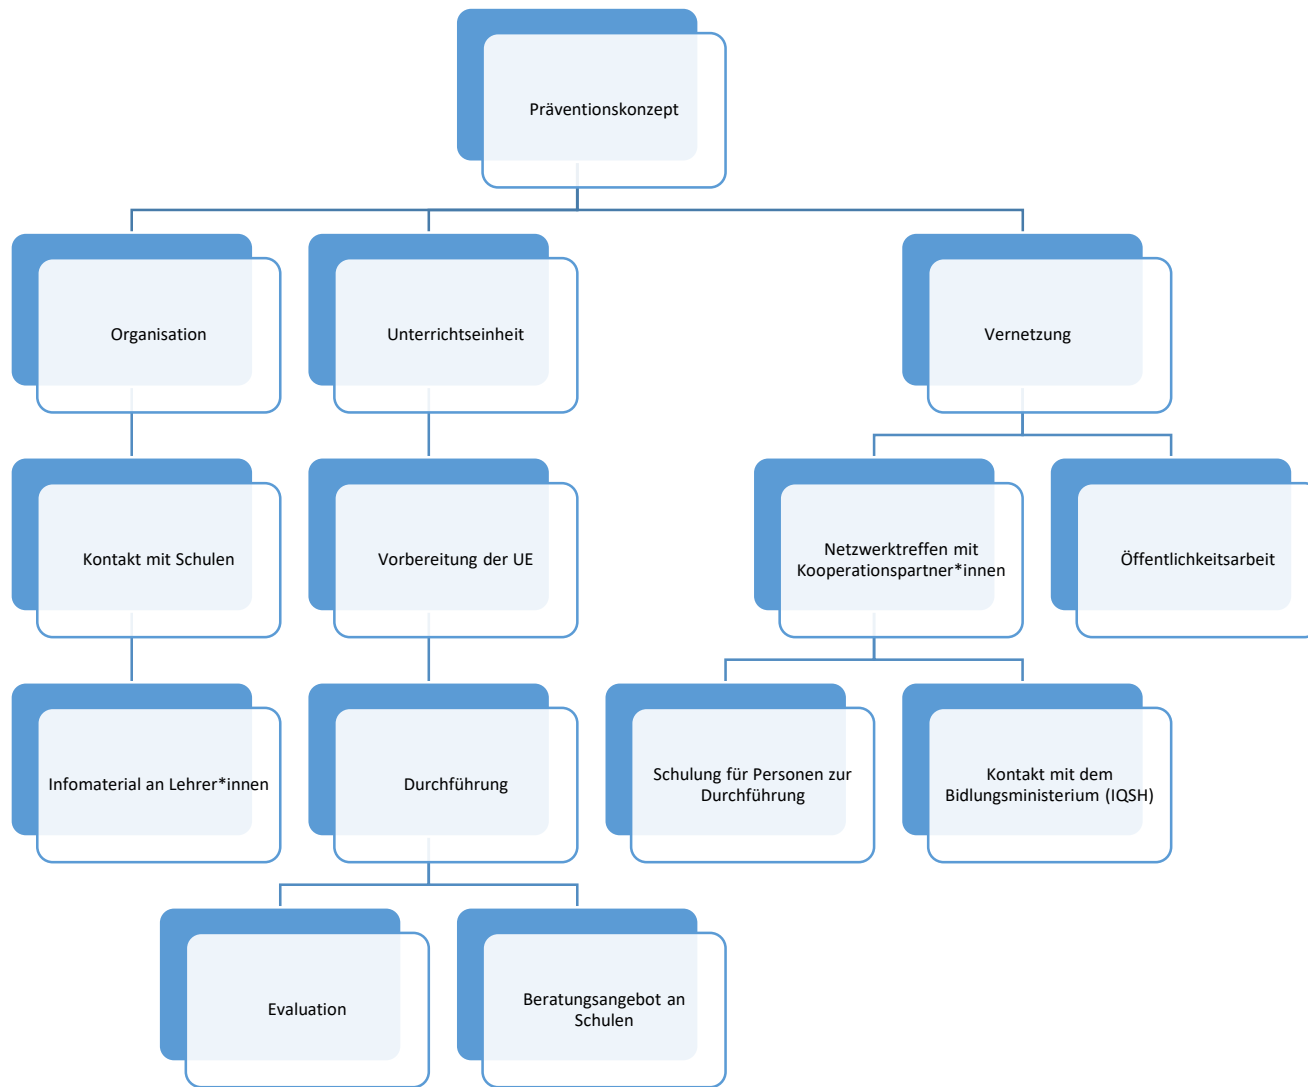 Präventionskonzept
Organisation
Unterrichtseinheit
Vernetzung
Kontakt mit Schulen
Vorbereitung der UE
Netzwerktreffen mit
Kooperationspartner*innen
Öffentlichkeitsarbeit
Infomaterial an Lehrer*innen
Durchführung
Schulung für Personen zur
Durchführung
Kontakt mit dem
Bidlungsministerium (IQSH)
Evaluation
Beratungsangebot an
Schulen